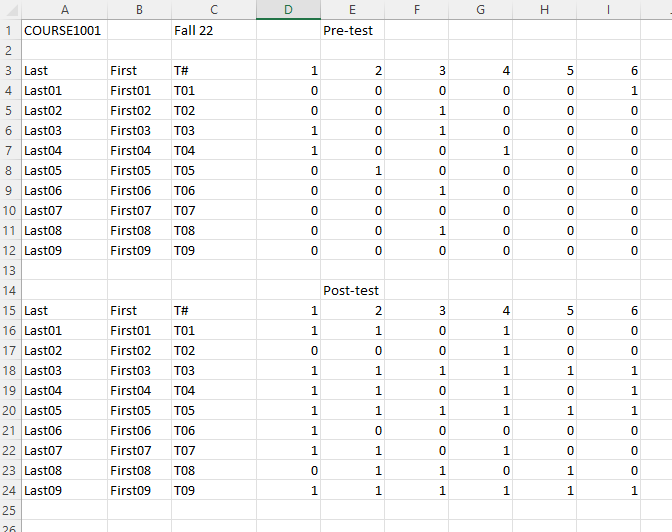 A B C D E F G H I
1 COURSE1001 Fall 22 Pre-test
2
3 Last First T# 1 2 3 4 5 6
4 Last01 First01 T01 0 0 0 0 0 1
5 Last02 First02 T02 0 0 1 0 0 0
6 Last03 First03 T03 1 0 1 0 0 0
7 Last04 First04 T04 1 0 0 1 0 0
8 Last05 First05 T05 0 1 0 0 0 0
9 Last06 First06 T06 0 0 1 0 0 0
10 Last07 First07 T07 0 0 0 0 0 0
11 Last08 First08 T08 0 0 1 0 0 0
12 Last09 First09 T09 0 0 0 0 0 0
13
14 Post-test
15 Last First T# 1 2 3 4 5 6
16 Last01 First01 T01 1 1 0 1 0 0
17 Last02 First02 T02 0 0 0 1 0 0
18 Last03 First03 T03 1 1 1 1 1 1
19 Last04 First04 T04 1 1 0 1 0 1
20 Last05 First05 T05 1 1 1 1 1 1
21 Last06 First06 T06 1 0 0 0 0 0
22 Last07 First07 T07 1 1 0 1 0 0
23 Last08 First08 T08 0 1 1 0 1 0
24 Last09 First09 T09 1 1 1 1 1 1
25
26